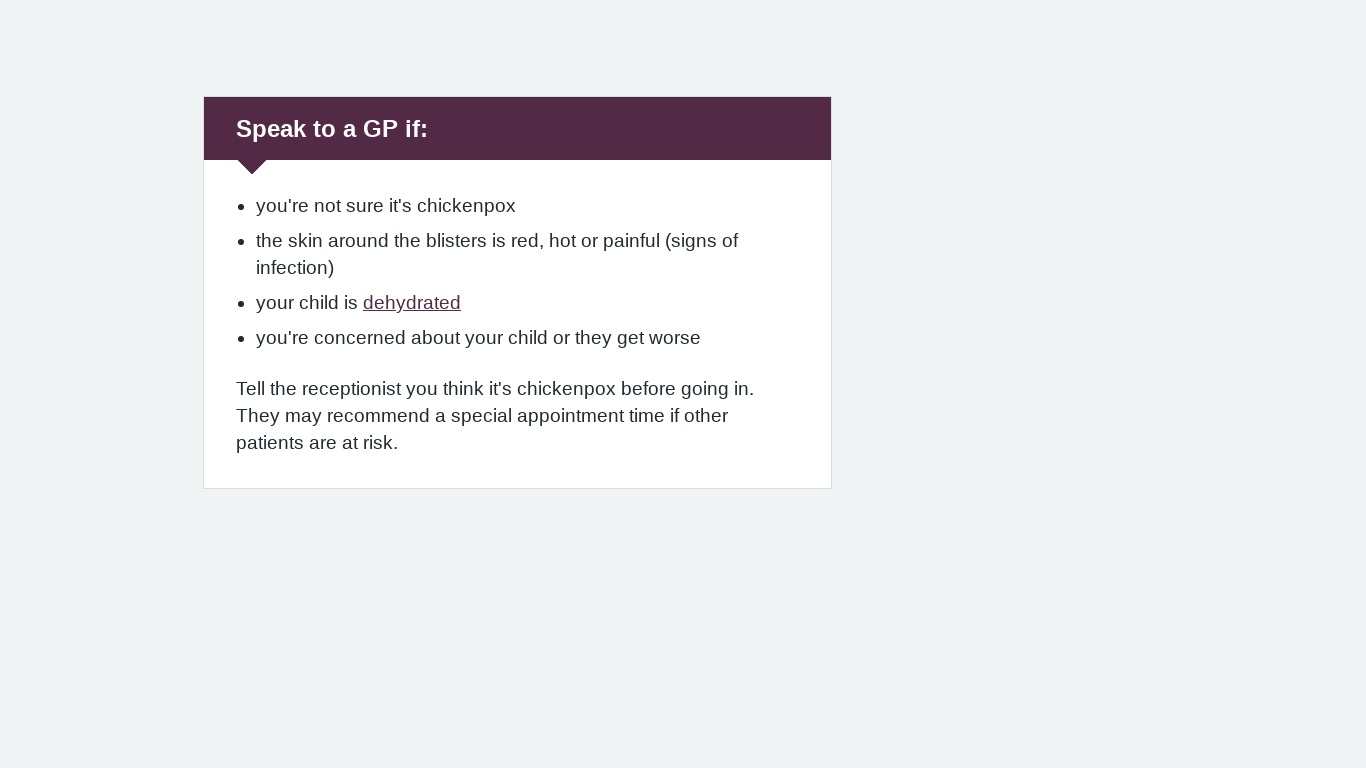 Speak to a GP if:
you're not sure it's chickenpox
the skin around the blisters is red, hot or painful (signs of
infection)
your child is dehydrated
you're concerned about your child or they get worse
Tell the receptionist you think it's chickenpox before going in.
They may recommend a special appointment time if other
patients are at risk.